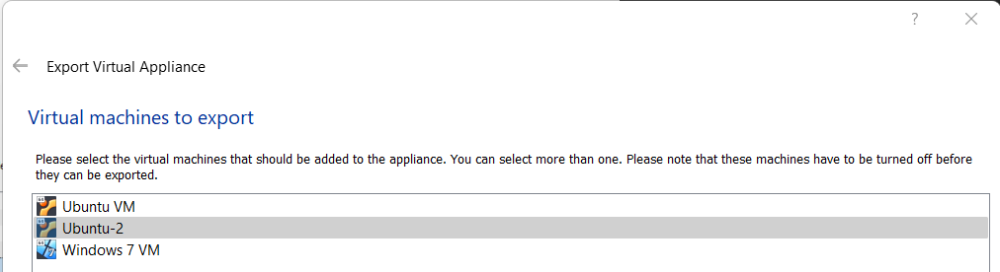 ?
Export Virtual Appliance
Virtual machines to export
Please select the virtual machines that should be added to the appliance. You can select more than one. Please note that these machines have to be turned off before
they can be exported.
Ubuntu VM
Ubuntu-2
Windows 7 VM